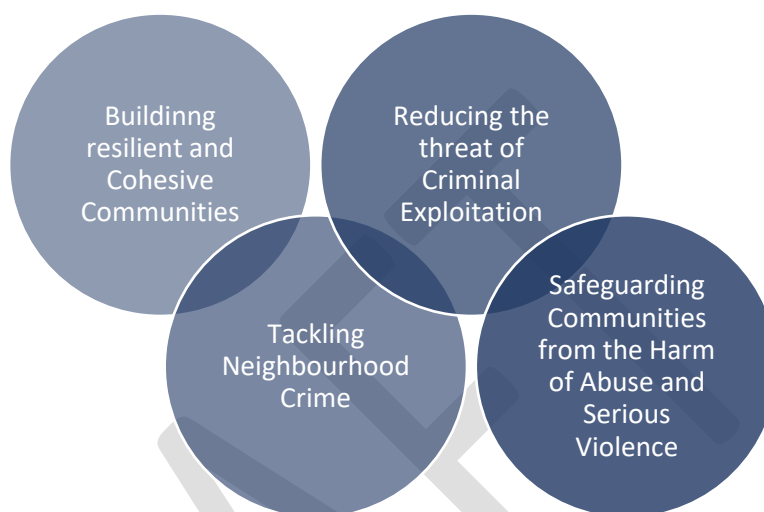 Buildinng
resilient and
Cohesive
Communities
Reducing the
threat of
Criminal
Exploitation
Tackling
Neighbourhood
Crime
Safeguarding
Communities
from the Harm
of Abuse and
Serious
Violence